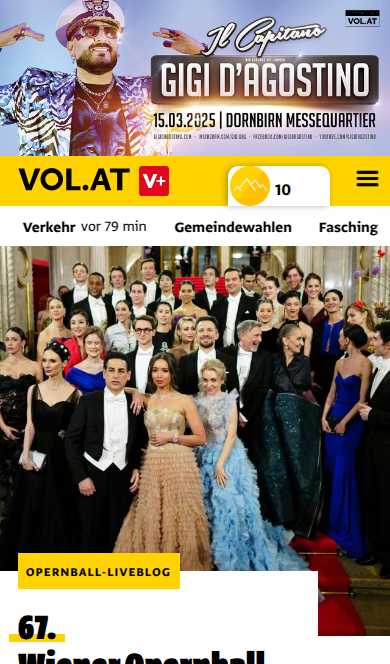 Il Capitano
VOL.AT
GIGI D'AGOSTINO
15.03.2025 | DORNBIRN MESSEQUARTIER
VOL.AT V+
10
Verkehr vor 79 min Gemeindewahlen Fasching
OPERNBALL-LIVEBLOG
67.
Wiener Opernball